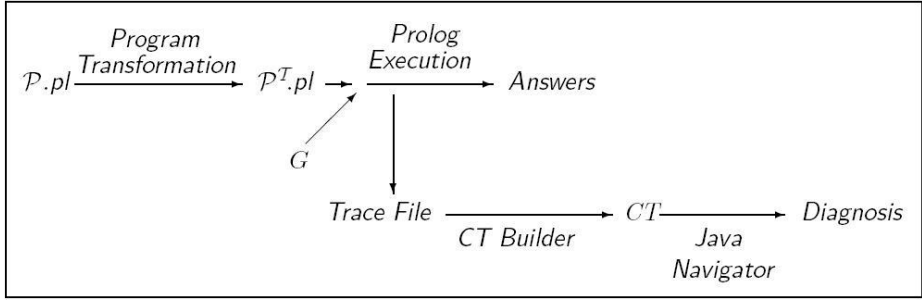 Program
Transformation
Prolog
Execution
𝒫.pl
𝒫^𝒯.pl
Answers
G
Trace File
CT Builder
CT
Java
Navigator
Diagnosis